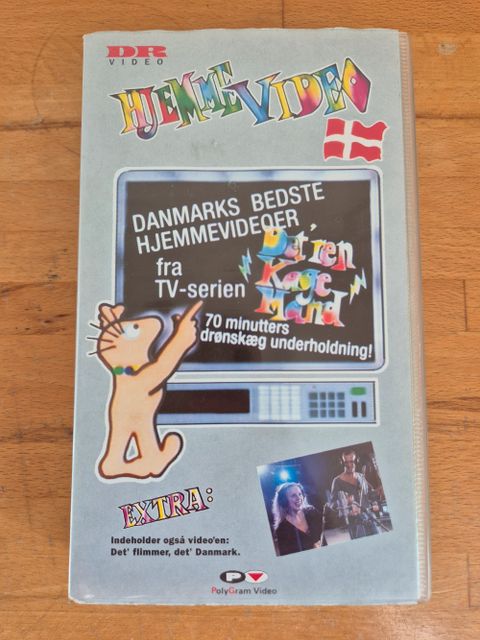 DR
VIDEO
HJEMMEVIDEO
DANMARKS BEDSTE
HJEMMEVIDEOER
fra
TV-serien
Det'ren
Kage
Mand
70 minutters
drønskæg underholdning!
EXTRA:
Indeholder også video'en:
Det' flimmer, det' Danmark.
P
PolyGram Video